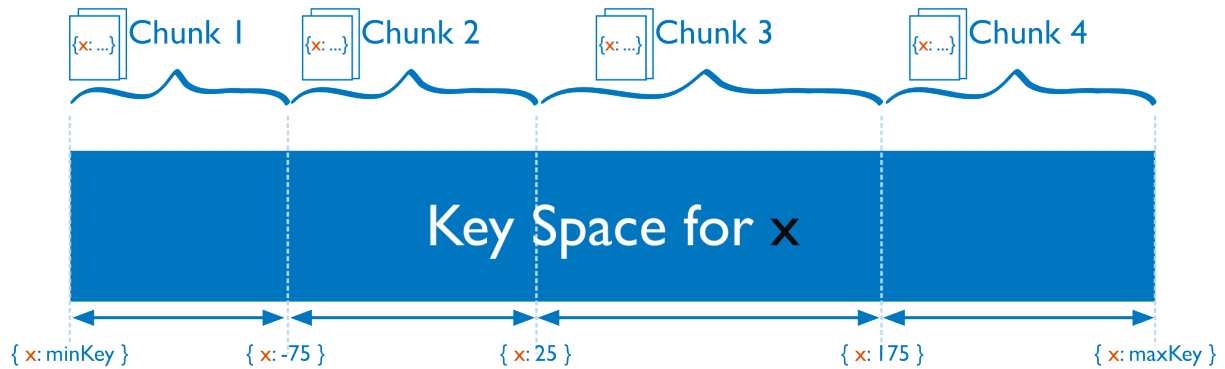 {x: ...} Chunk 1 {x: ...} Chunk 2 {x: ...} Chunk 3 {x: ...} Chunk 4
Key Space for x
{ x: minKey } { x: -75 } { x: 25 } { x: 175 } { x: maxKey }